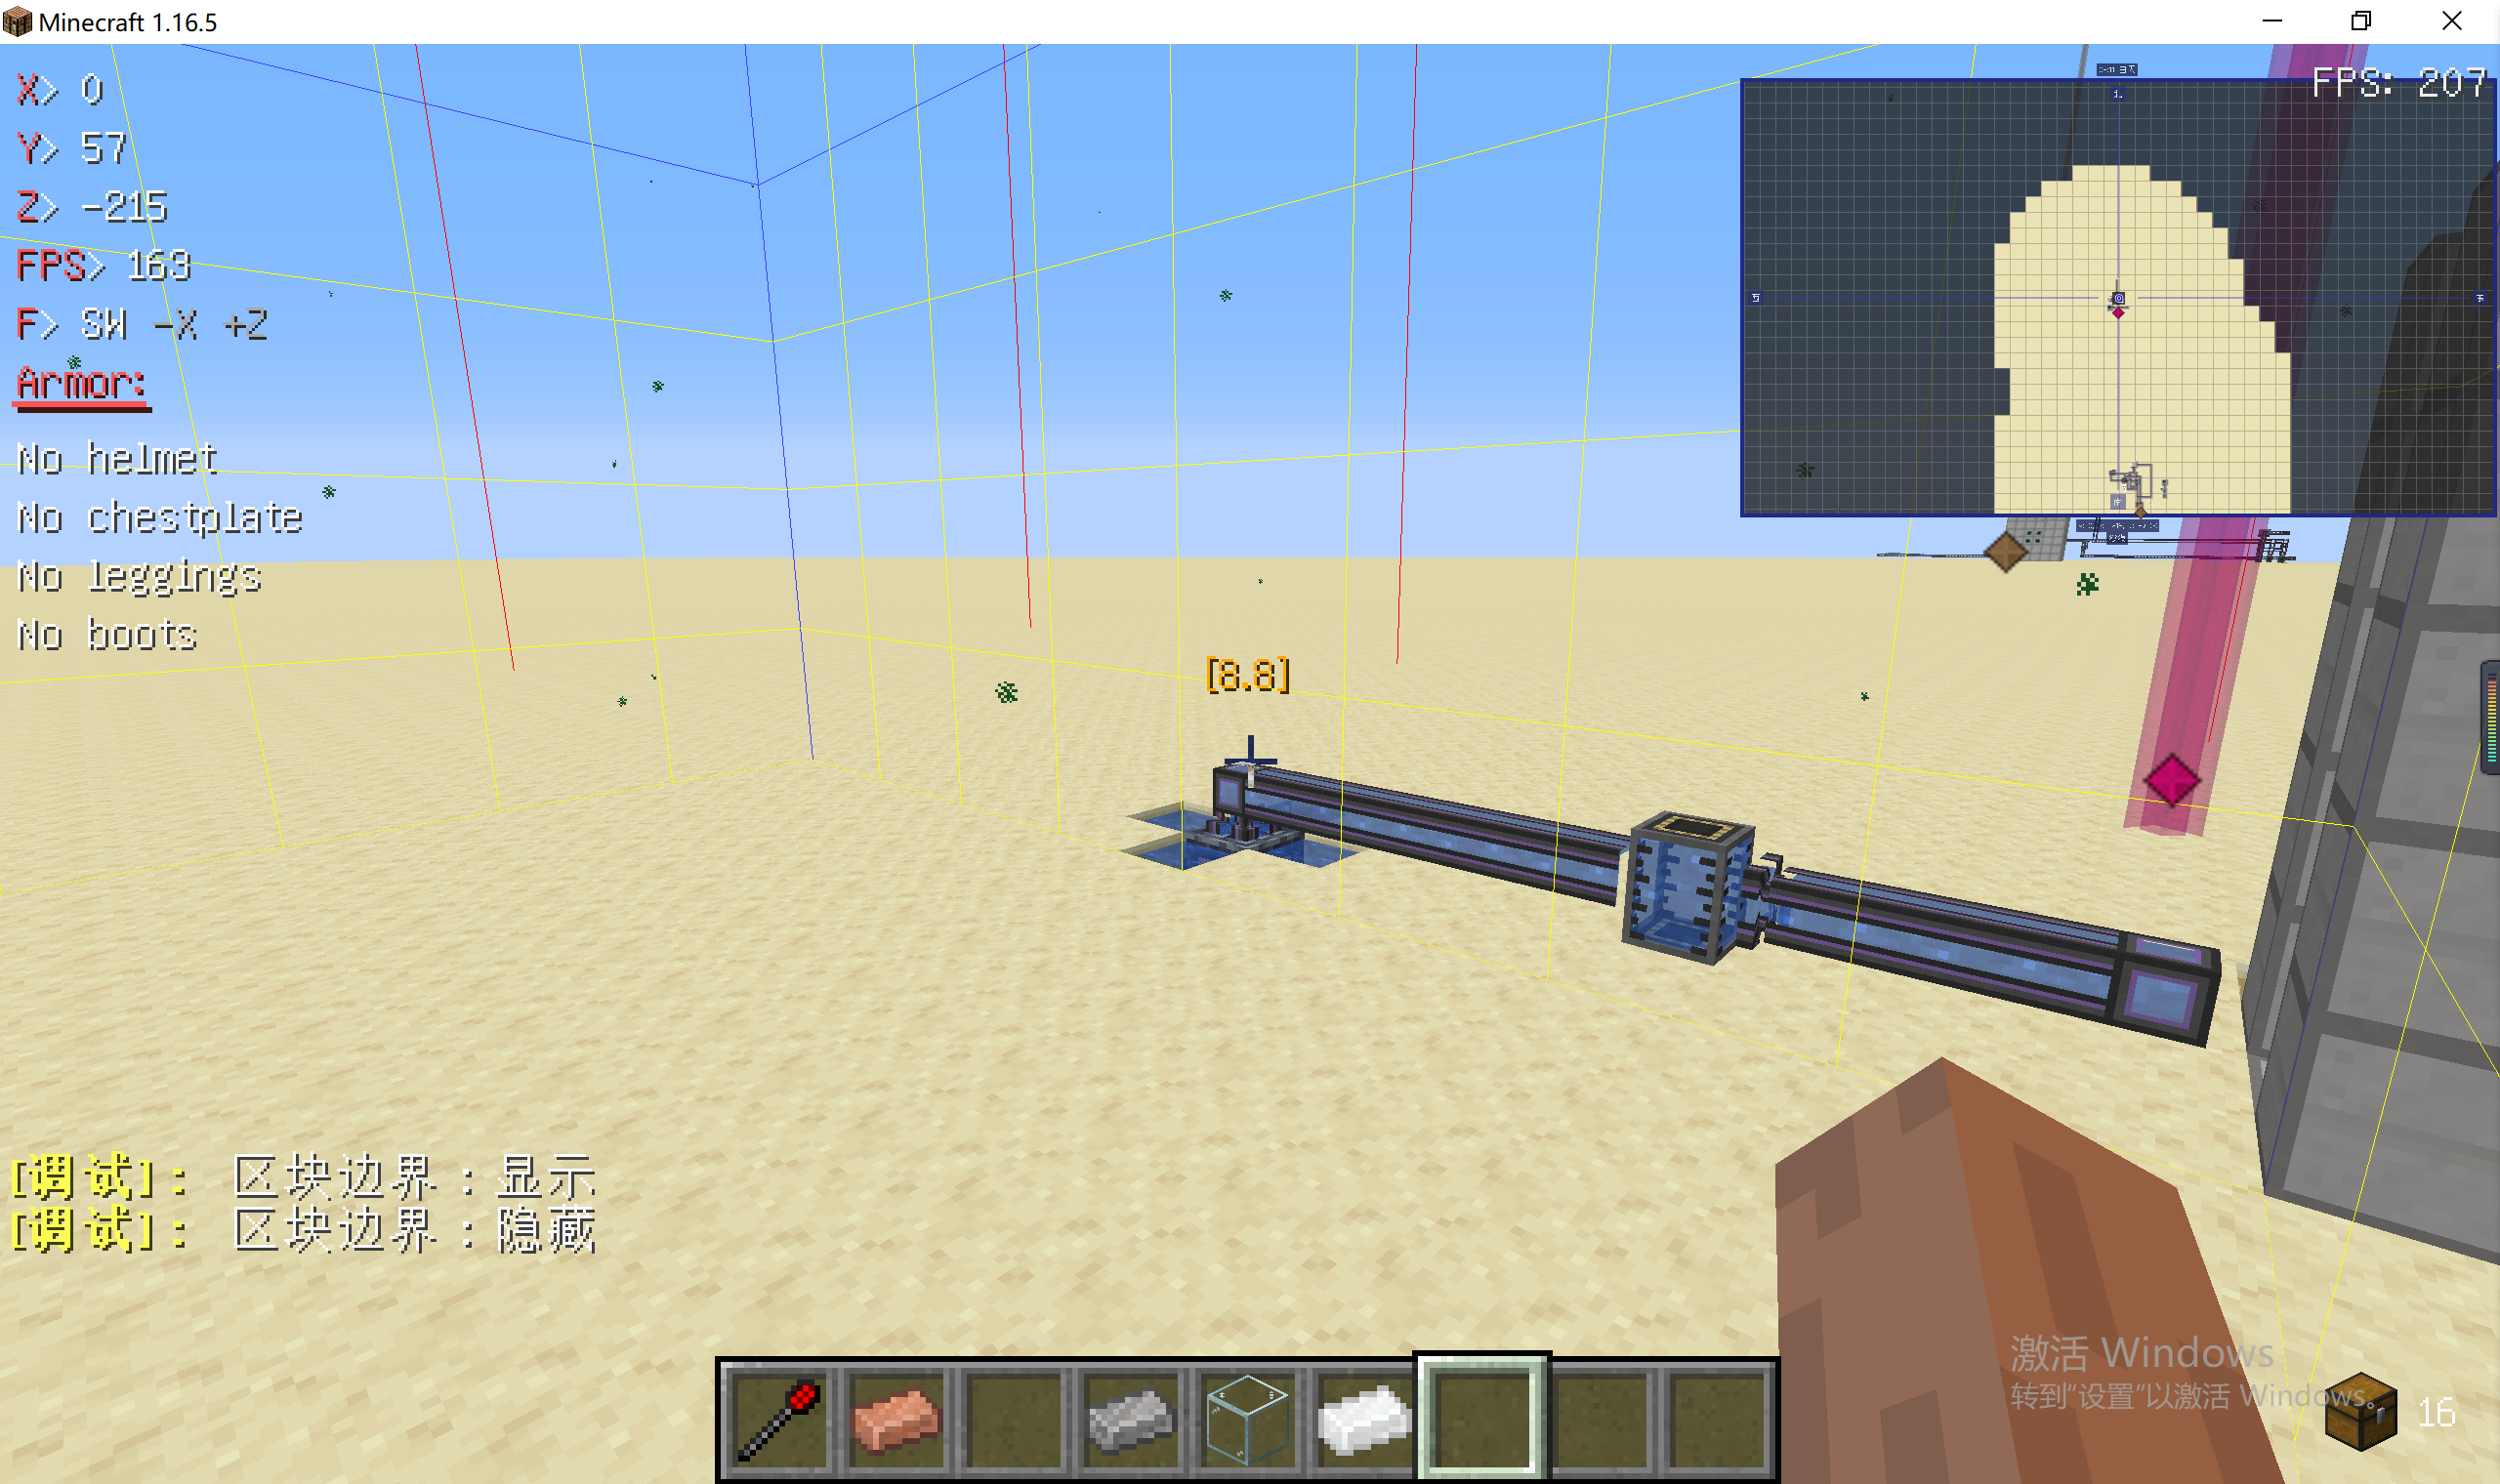 Minecraft 1.16.5
X> 0
FPS: 207
Y> 57
Z> -215
FPS> 163
F> SW -X +Z
Armor:
No helmet
No chestplate
No leggings
No boots
[8.8]
[调试]： 区块边界：显示
[调试]： 区块边界：隐藏
激活 Windows
转到“设置”以激活 Windows。
16